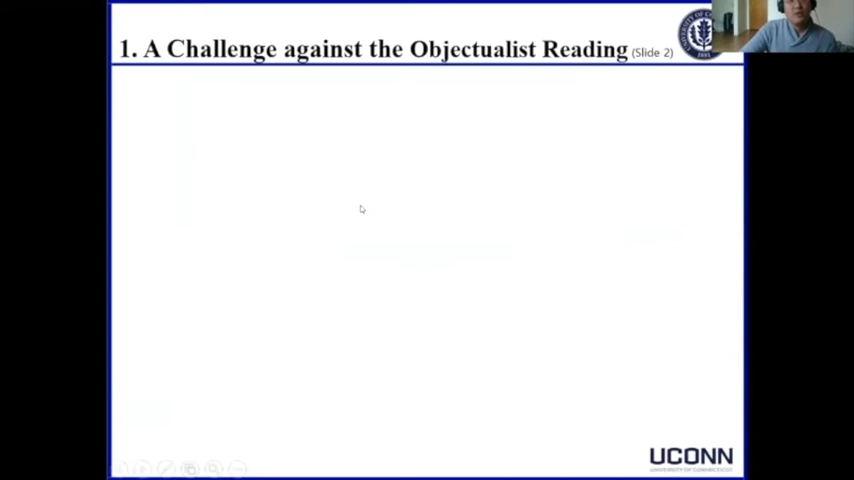 1. A Challenge against the Objectualist Reading (Slide 2)
UCONN
UNIVERSITY OF CONNECTICUT